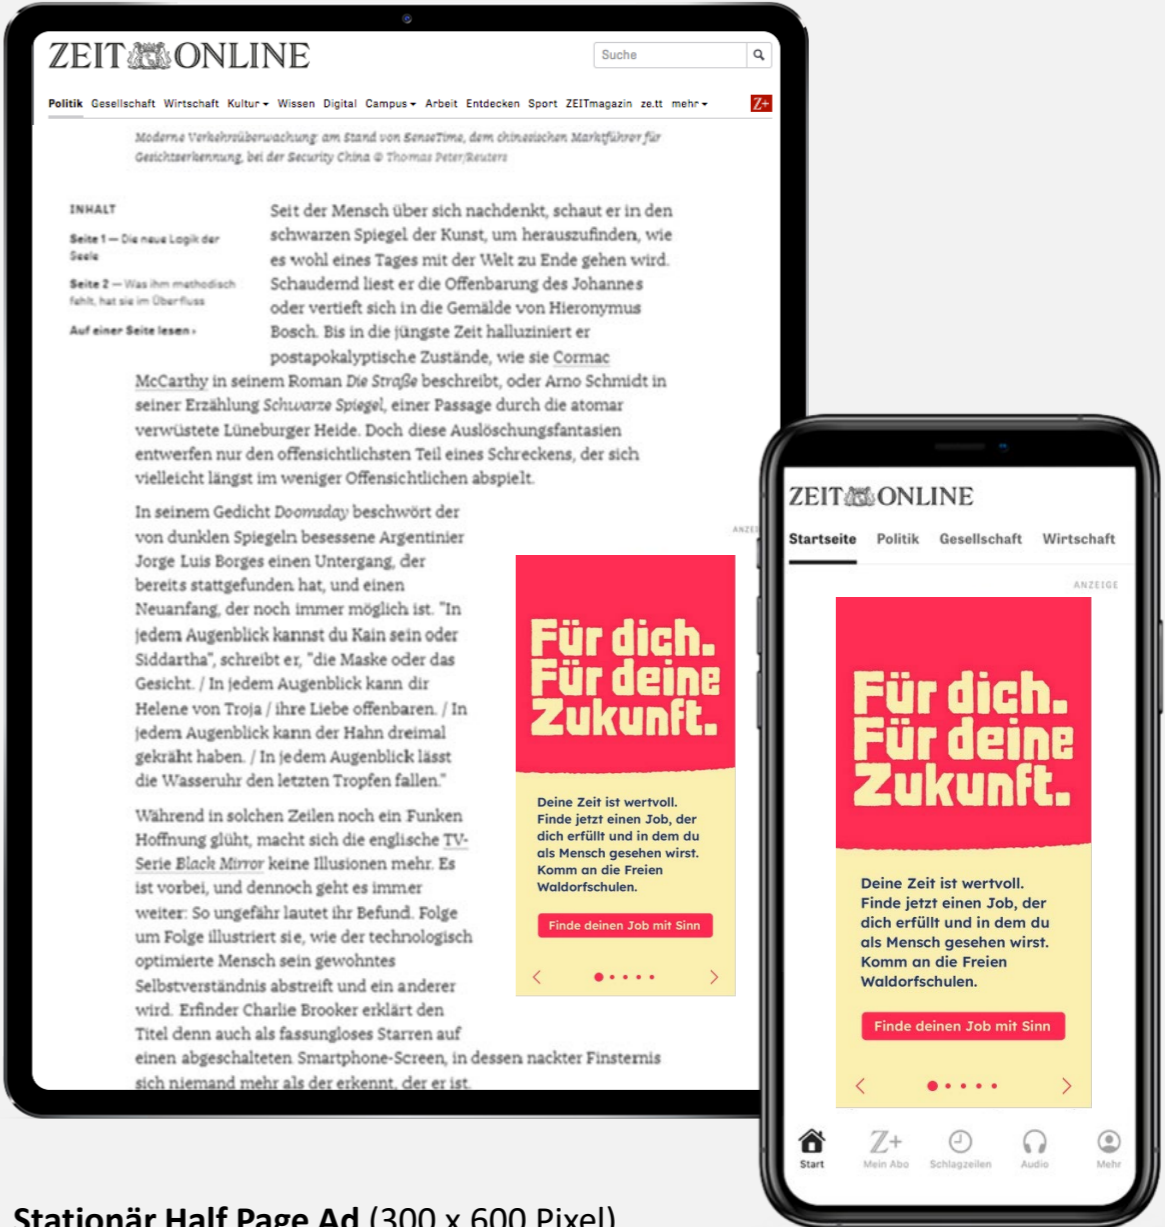 ZEIT ONLINE
Suche
Politik Gesellschaft Wirtschaft Kultur Wissen Digital Campus Arbeit Entdecken Sport ZEITmagazin ze.tt mehr Z+
Moderne Verkehrsüberwachung: am Stand von SenseTime, dem chinesischen Marktführer für
Gesichtserkennung, bei der Security China © Thomas Peter/Reuters
INHALT
Seite 1 — Die neue Logik der
Seele
Seite 2 — Was ihm methodisch
fehlt, hat sie im Überfluss
Auf einer Seite lesen ›
Seit der Mensch über sich nachdenkt, schaut er in den
schwarzen Spiegel der Kunst, um herauszufinden, wie
es wohl eines Tages mit der Welt zu Ende gehen wird.
Schaudernd liest er die Offenbarung des Johannes
oder vertieft sich in die Gemälde von Hieronymus
Bosch. Bis in die jüngste Zeit halluziniert er
postapokalyptische Zustände, wie sie Cormac
McCarthy in seinem Roman Die Straße beschreibt, oder Arno Schmidt in
seiner Erzählung Schwarze Spiegel, einer Passage durch die atomar
verwüstete Lüneburger Heide. Doch diese Auslöschungsfantasien
entwerfen nur den offensichtlichsten Teil eines Schreckens, der sich
vielleicht längst im weniger Offensichtlichen abspielt.
In seinem Gedicht Doomsday beschwört der
von dunklen Spiegeln besessene Argentinier
Jorge Luis Borges einen Untergang, der
bereits stattgefunden hat, und einen
Neuanfang, der noch immer möglich ist. "In
jedem Augenblick kannst du Kain sein oder
Siddartha", schreibt er, "die Maske oder das
Gesicht. / In jedem Augenblick kann dir
Helene von Troja / ihre Liebe offenbaren. / In
jedem Augenblick kann der Hahn dreimal
gekräht haben. / In jedem Augenblick lässt
die Wasseruhr den letzten Tropfen fallen."
Während in solchen Zeilen noch ein Funken
Hoffnung glüht, macht sich die englische TV-
Serie Black Mirror keine Illusionen mehr. Es
ist vorbei, und dennoch geht es immer
weiter: So ungefähr lautet ihr Befund. Folge
um Folge illustriert sie, wie der technologisch
optimierte Mensch sein gewohntes
Selbstverständnis abstreift und ein anderer
wird. Erfinder Charlie Brooker erklärt den
Titel denn auch als fassungloses Starren auf
einen abgeschalteten Smartphone-Screen, in dessen nackter Finsternis
sich niemand mehr als der erkennt, der er ist.
Für dich.
Für deine
Zukunft.
Deine Zeit ist wertvoll.
Finde jetzt einen Job, der
dich erfüllt und in dem du
als Mensch gesehen wirst.
Komm an die Freien
Waldorfschulen.
Finde deinen Job mit Sinn
ZEIT ONLINE
Startseite Politik Gesellschaft Wirtschaft
ANZEIGE
Für dich.
Für deine
Zukunft.
Deine Zeit ist wertvoll.
Finde jetzt einen Job, der
dich erfüllt und in dem du
als Mensch gesehen wirst.
Komm an die Freien
Waldorfschulen.
Finde deinen Job mit Sinn
Z+
Start Mein Abo Schlagzeilen Audio Mehr
Stationär Half Page Ad (300 x 600 Pixel)